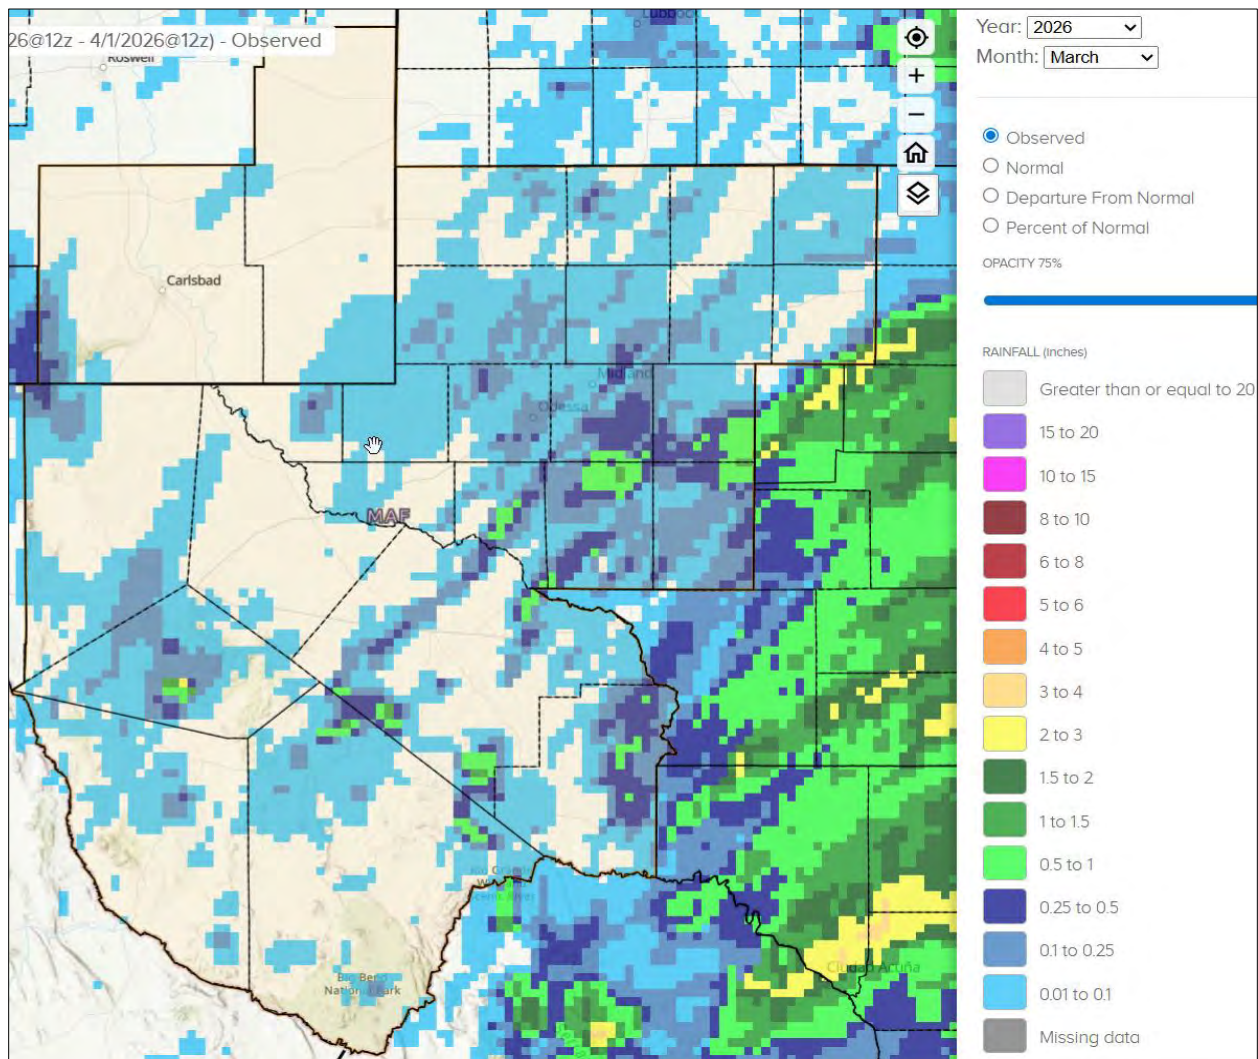 26@12z - 4/1/2026@12z) - Observed
Lubbock
Roswell
Carlsbad
Midland
Odessa
MAF
Big Bend
National Park
Ciudad Acuña
+
−
Year: 2026
Month: March
Observed
Normal
Departure From Normal
Percent of Normal
OPACITY 75%
RAINFALL (Inches)
Greater than or equal to 20
15 to 20
10 to 15
8 to 10
6 to 8
5 to 6
4 to 5
3 to 4
2 to 3
1.5 to 2
1 to 1.5
0.5 to 1
0.25 to 0.5
0.1 to 0.25
0.01 to 0.1
Missing data